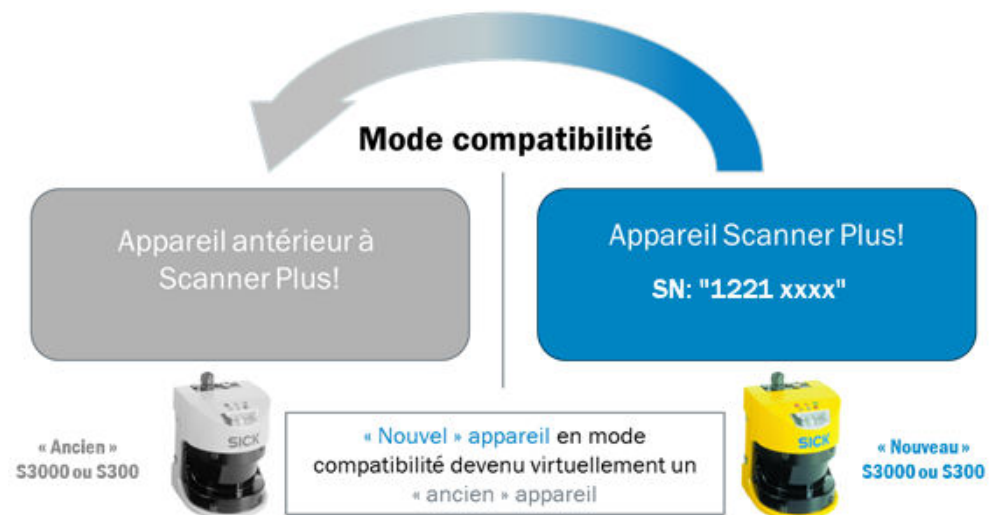 Mode compatibilité
Appareil antérieur à
Scanner Plus!
Appareil Scanner Plus!
SN: "1221 xxxx"
« Ancien »
S3000 ou S300
SICK
« Nouvel » appareil en mode
compatibilité devenu virtuellement un
« ancien » appareil
SICK
« Nouveau »
S3000 ou S300